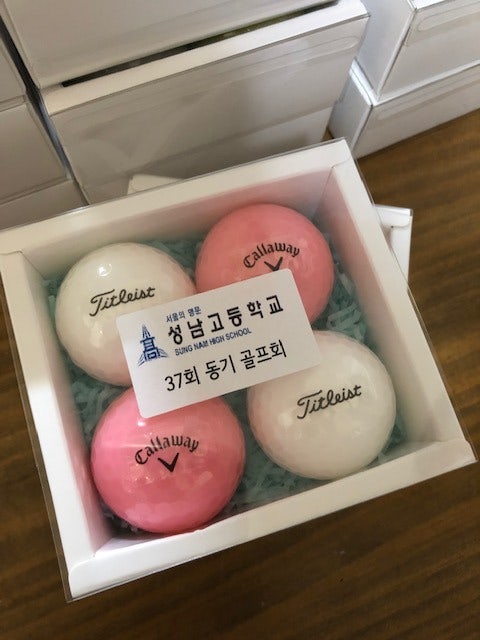 Titleist
Callaway
서울의 명문
성남고등학교
SUNG NAM HIGH SCHOOL
37회 동기 골프회
Callaway
Titleist